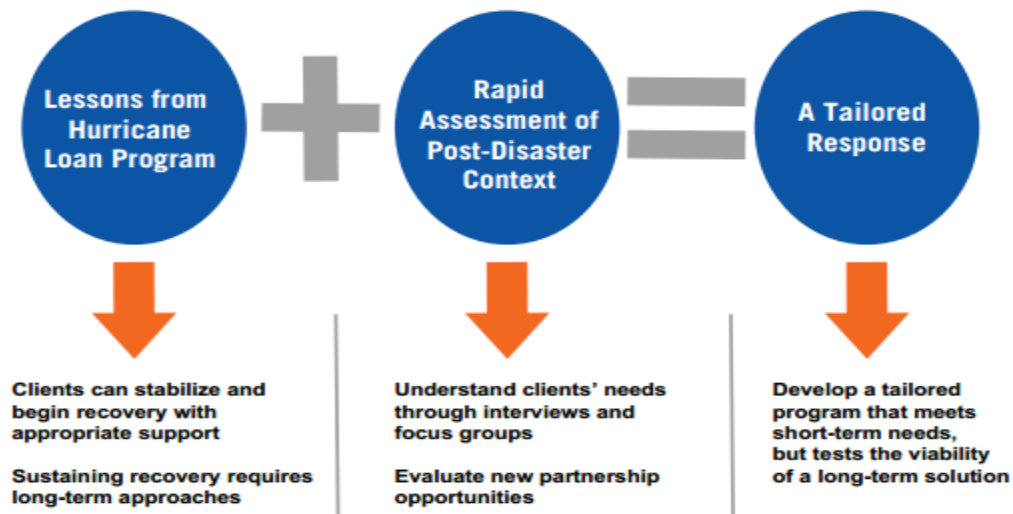 Lessons from
Hurricane
Loan Program
Rapid
Assessment of
Post-Disaster
Context
A Tailored
Response
Clients can stabilize and
begin recovery with
appropriate support
Sustaining recovery requires
long-term approaches
Understand clients’ needs
through interviews and
focus groups
Evaluate new partnership
opportunities
Develop a tailored
program that meets
short-term needs,
but tests the viability
of a long-term solution